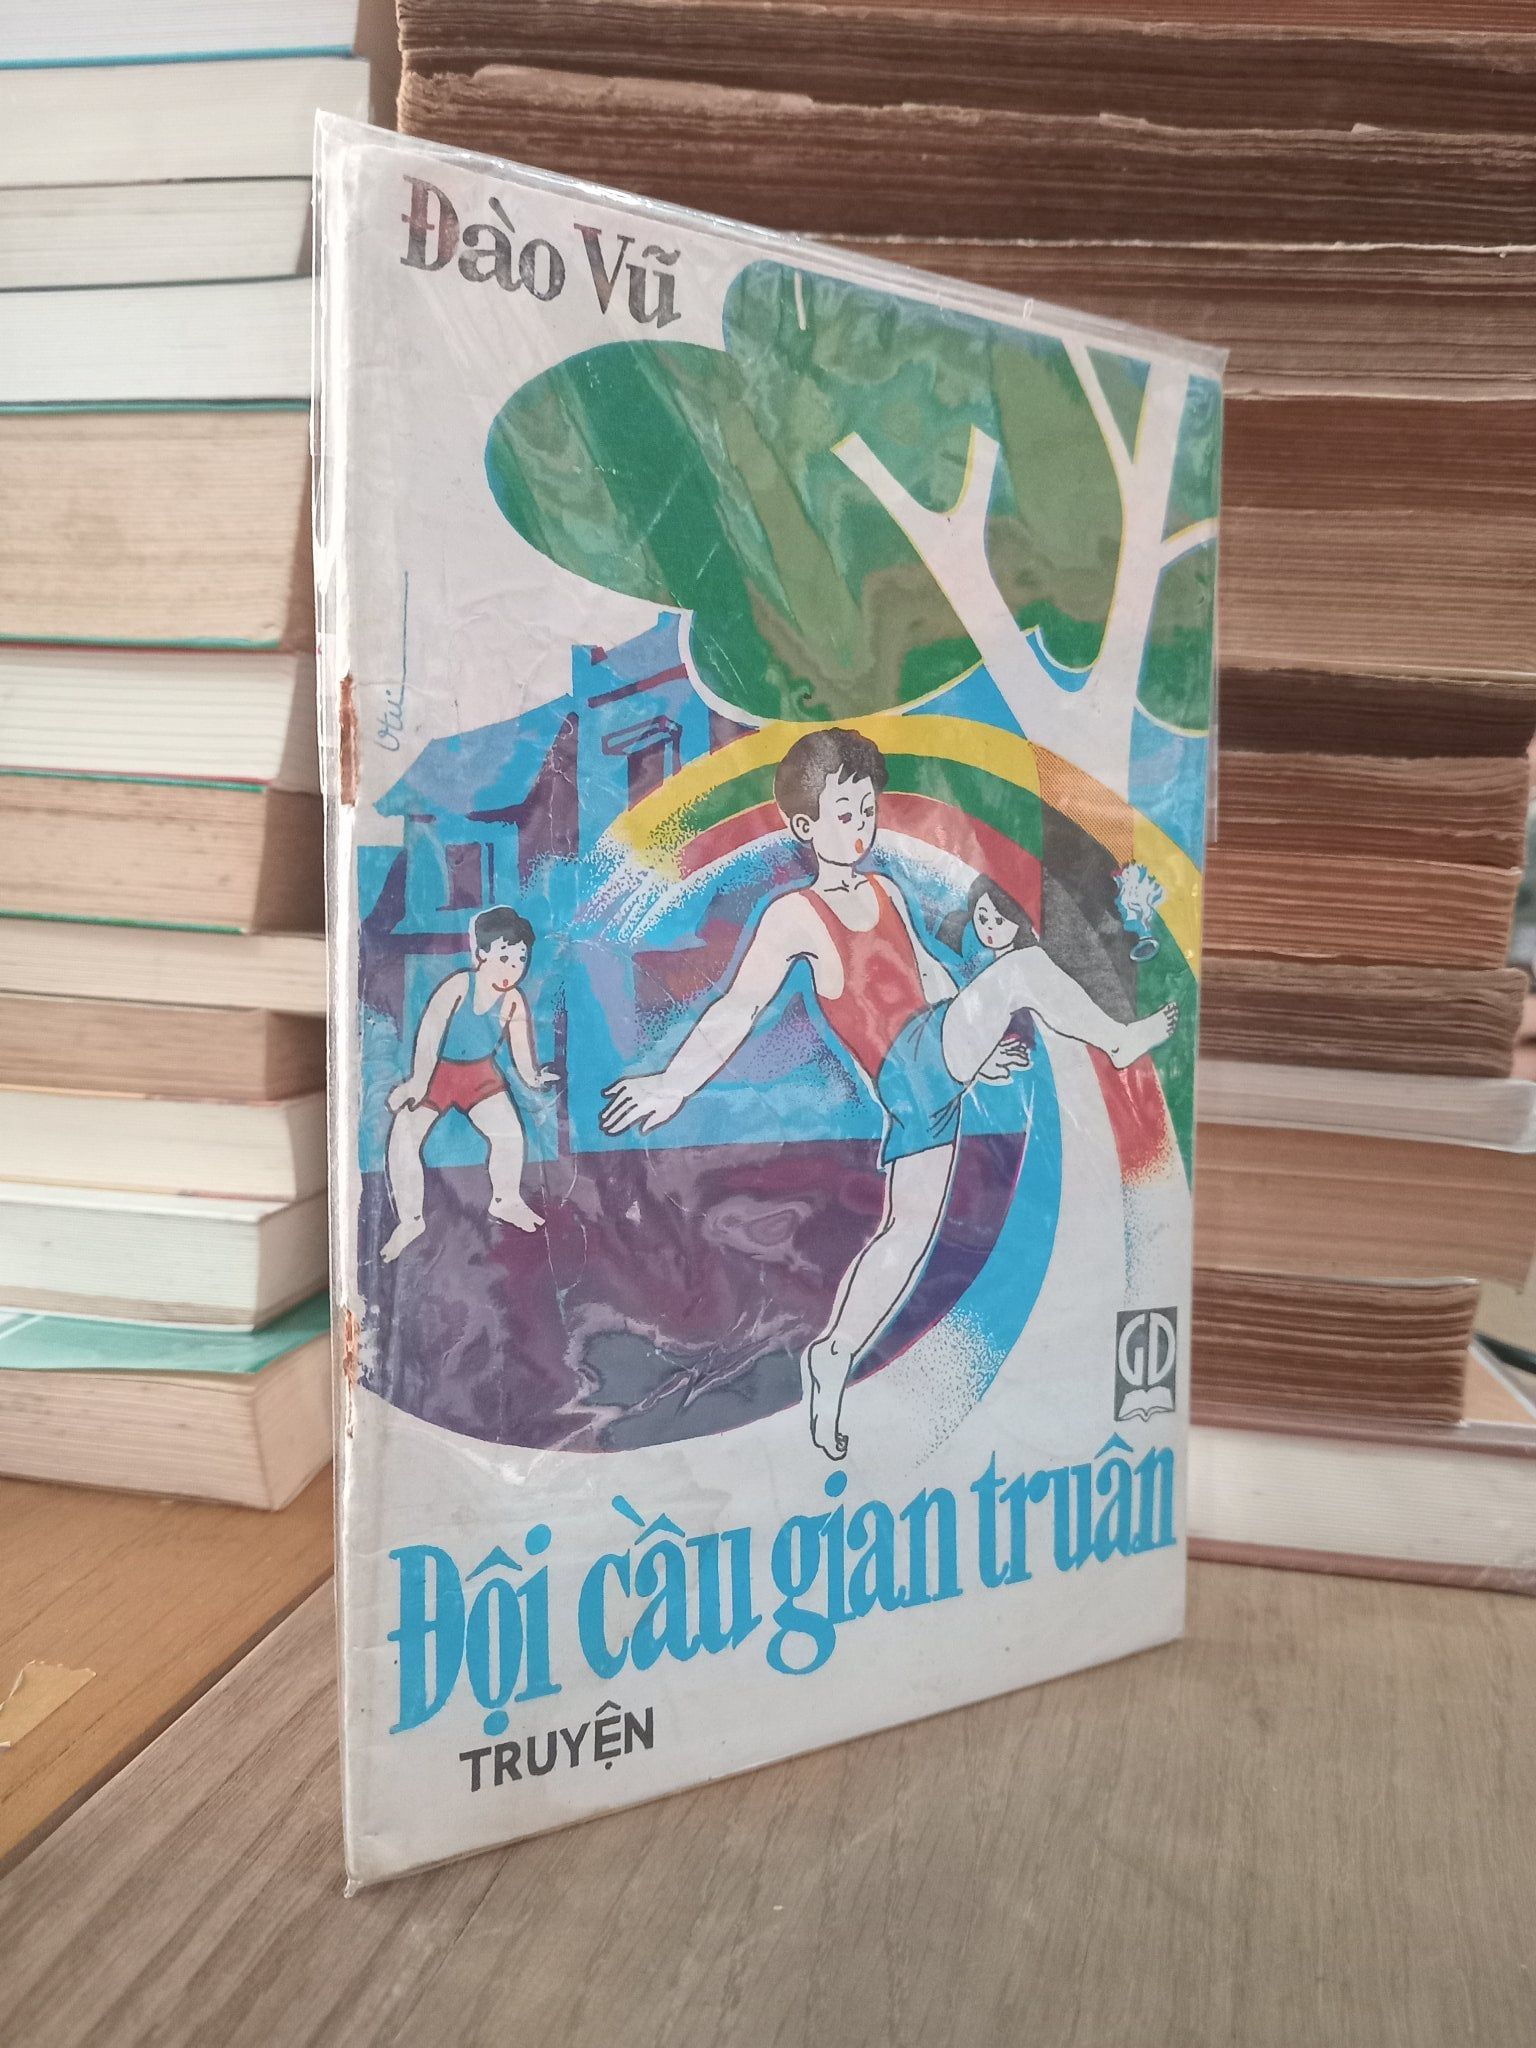 Đào Vũ
GD
Đội cầu gian truân
TRUYỆN